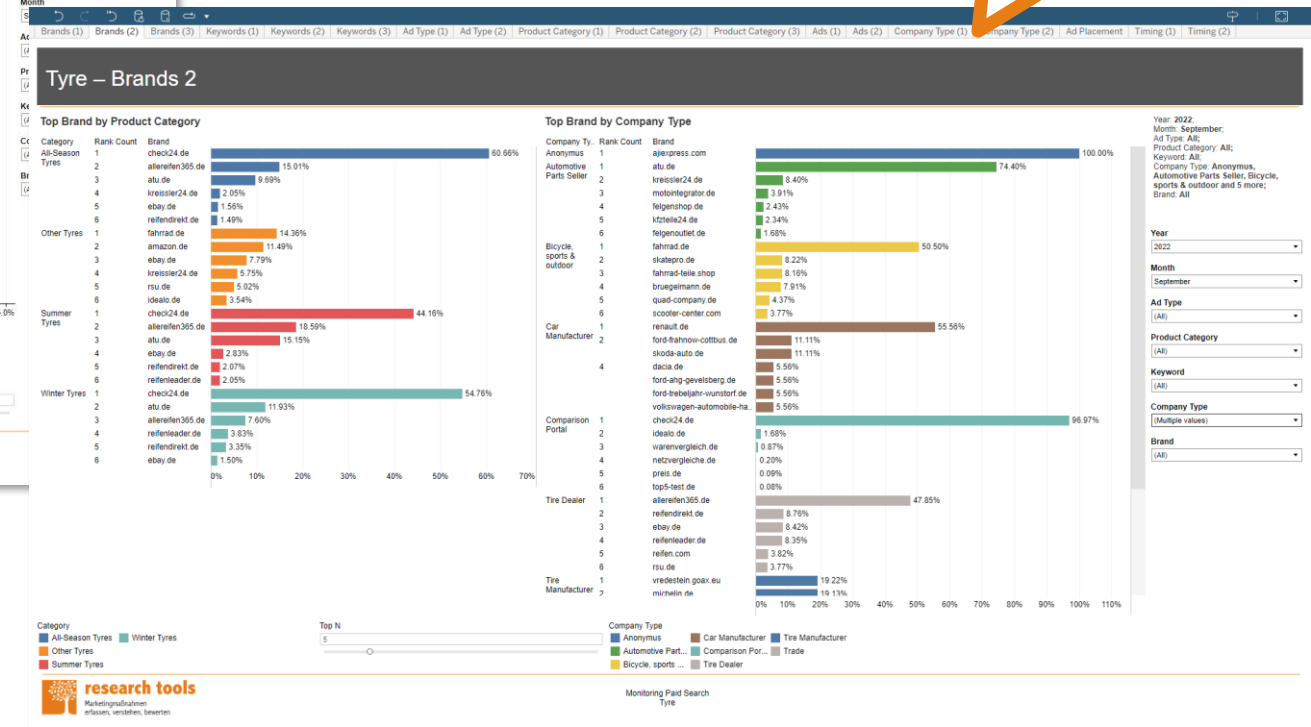 Month
Brands (1) Brands (2) Brands (3) Keywords (1) Keywords (2) Keywords (3) Ad Type (1) Ad Type (2) Product Category (1) Product Category (2) Product Category (3) Ads (1) Ads (2) Company Type (1) Company Type (2) Ad Placement Timing (1) Timing (2)
Tyre – Brands 2
Top Brand by Product Category
Category Rank Count Brand
All-Season Tyres 1 check24.de 60.66%
2 allereifen365.de 15.01%
3 atu.de 9.69%
4 kreissler24.de 2.05%
5 ebay.de 1.56%
6 reifendirekt.de 1.49%
Other Tyres 1 fahrrad.de 14.36%
2 amazon.de 11.49%
3 ebay.de 7.79%
4 kreissler24.de 5.75%
5 rsu.de 5.02%
6 idealo.de 3.54%
Summer Tyres 1 check24.de 44.16%
2 allereifen365.de 18.59%
3 atu.de 15.15%
4 ebay.de 2.83%
5 reifendirekt.de 2.07%
6 reifenleader.de 2.05%
Winter Tyres 1 check24.de 54.76%
2 atu.de 11.93%
3 allereifen365.de 7.60%
4 reifenleader.de 3.83%
5 reifendirekt.de 3.35%
6 ebay.de 1.50%
0% 10% 20% 30% 40% 50% 60% 70%
Top Brand by Company Type
Company Ty.. Rank Count Brand
Anonymus 1 ajiexpress.com 100.00%
Automotive Parts Seller 1 atu.de 74.40%
2 kreissler24.de 8.40%
3 motointegrator.de 3.91%
4 felgenshop.de 2.43%
5 kfzteile24.de 2.34%
6 felgenoutlet.de 1.68%
Bicycle, sports & outdoor 1 fahrrad.de 50.50%
2 skatepro.de 8.22%
3 fahrrad-teile.shop 8.16%
4 bruegelmann.de 7.91%
5 quad-company.de 4.37%
6 scooter-center.com 3.77%
Car Manufacturer 1 renault.de 55.56%
2 ford-frahnow-cottbus.de 11.11%
skoda-auto.de 11.11%
4 dacia.de 5.56%
ford-ahg-gevelsberg.de 5.56%
ford-trebeljahr-wunstorf.de 5.56%
volkswagen-automobile-ha.. 5.56%
Comparison Portal 1 check24.de 96.97%
2 idealo.de 1.68%
3 warenvergleich.de 0.87%
4 netzvergleiche.de 0.20%
5 preis.de 0.09%
6 top5-test.de 0.08%
Tire Dealer 1 allereifen365.de 47.85%
2 reifendirekt.de 8.76%
3 ebay.de 8.42%
4 reifenleader.de 8.35%
5 reifen.com 3.82%
6 rsu.de 3.77%
Tire Manufacturer 1 vredestein.goax.eu 19.22%
2 michelin.de 19.13%
0% 10% 20% 30% 40% 50% 60% 70% 80% 90% 100% 110%
Year: 2022;
Month: September;
Ad Type: All;
Product Category: All;
Keyword: All;
Company Type: Anonymus,
Automotive Parts Seller, Bicycle,
sports & outdoor and 5 more;
Brand: All
Year
2022
Month
September
Ad Type
(All)
Product Category
(All)
Keyword
(All)
Company Type
(Multiple values)
Brand
(All)
Category
All-Season Tyres Winter Tyres
Other Tyres
Summer Tyres
Top N
5
Company Type
Anonymus Car Manufacturer Tire Manufacturer
Automotive Part... Comparison Por... Trade
Bicycle, sports ... Tire Dealer
research tools
Marketingmaßnahmen
erfassen, verstehen, bewerten
Monitoring Paid Search
Tyre